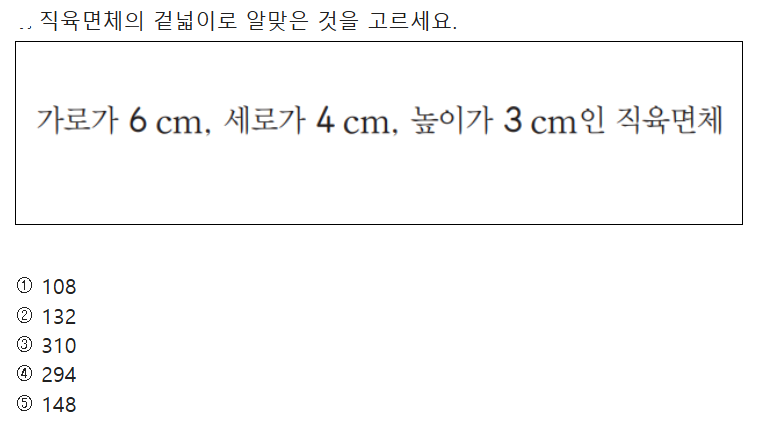 직육면체의 겉넓이로 알맞은 것을 고르세요.
가로가 6 cm, 세로가 4 cm, 높이가 3 cm인 직육면체
① 108
② 132
③ 310
④ 294
⑤ 148